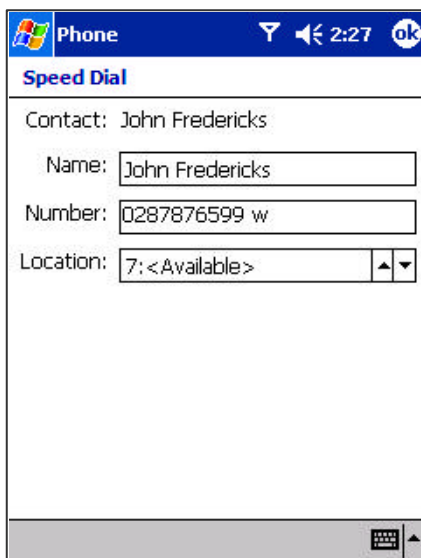 Phone 2:27 ok
Speed Dial
Contact: John Fredericks
Name: John Fredericks
Number: 0287876599 w
Location: 7:<Available>